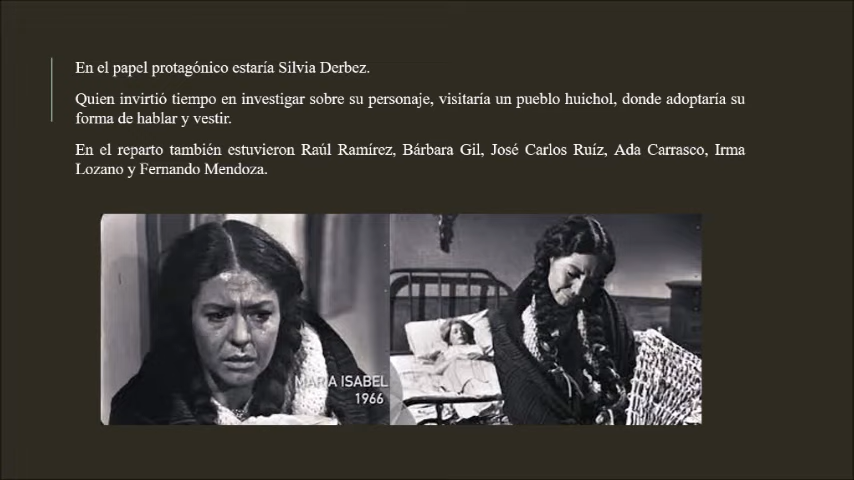 En el papel protagónico estaría Silvia Derbez.
Quien invirtió tiempo en investigar sobre su personaje, visitaría un pueblo huichol, donde adoptaría su
forma de hablar y vestir.
En el reparto también estuvieron Raúl Ramírez, Bárbara Gil, José Carlos Ruíz, Ada Carrasco, Irma
Lozano y Fernando Mendoza.
MARIA ISABEL
1966